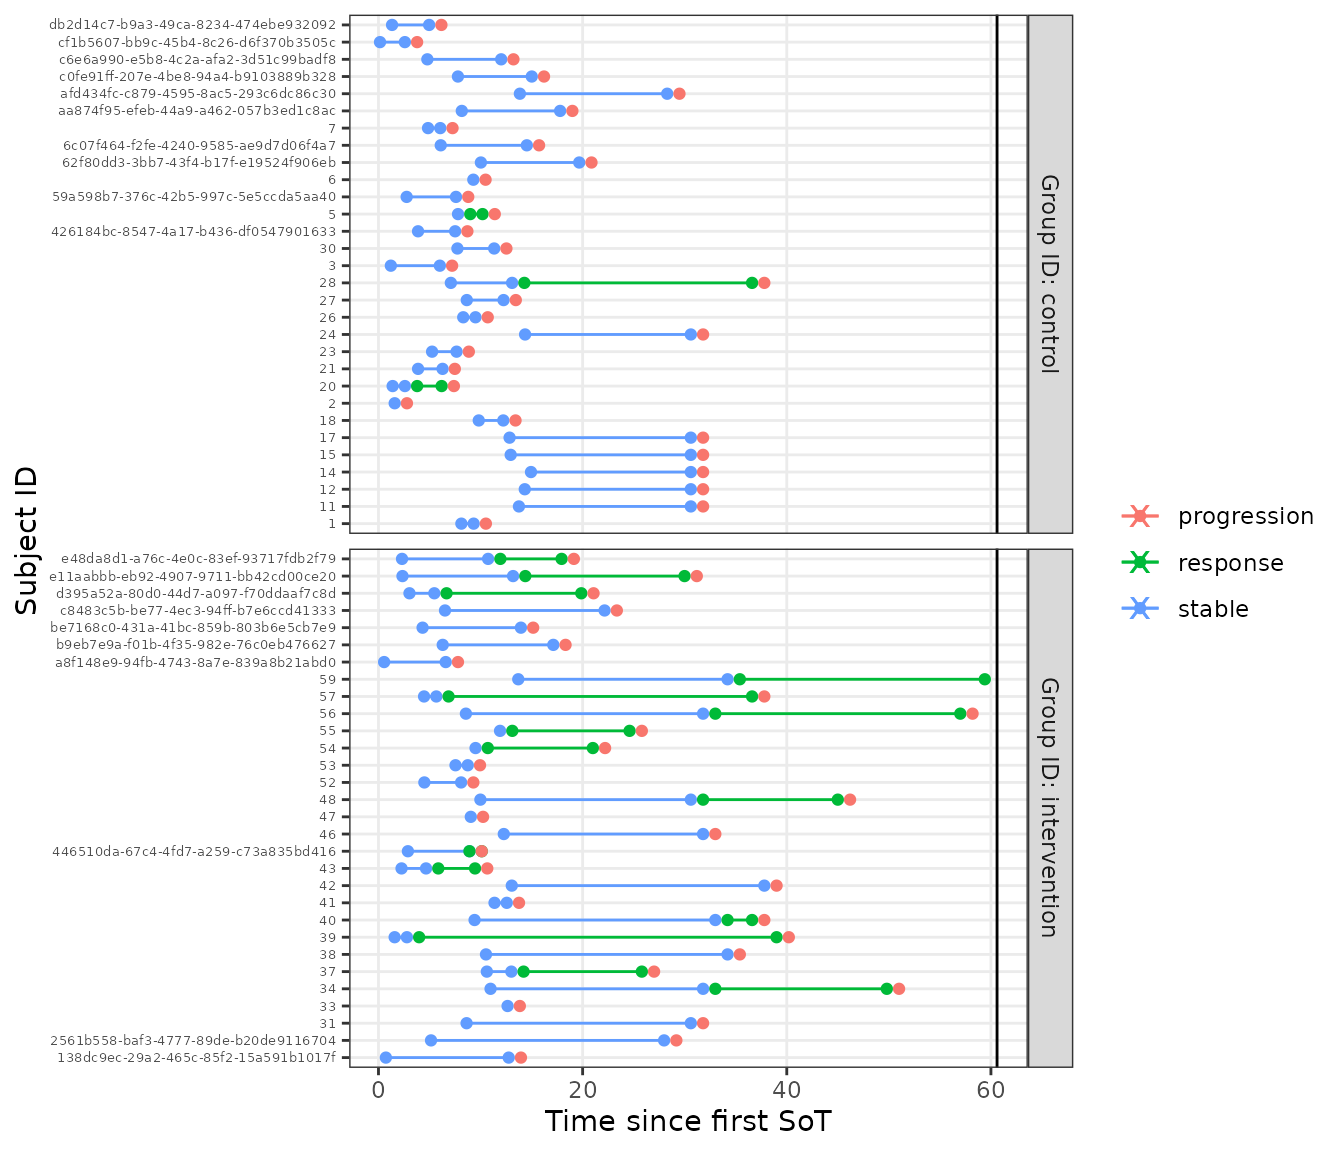 db2d14c7-b9a3-49ca-8234-474ebe932092
cf1b5607-bb9c-45b4-8c26-d6f370b3505c
c6e6a990-e5b8-4c2a-afa2-3d51c99badf8
c0fe91ff-207e-4be8-94a4-b9103889b328
afd434fc-c879-4595-8ac5-293c6dc86c30
aa874f95-efeb-44a9-a462-057b3ed1c8ac
7
6c07f464-f2fe-4240-9585-ae9d7d06f4a7
62f80dd3-3bb7-43f4-b17f-e19524f906eb
6
59a598b7-376c-42b5-997c-5e5ccda5aa40
5
426184bc-8547-4a17-b436-df0547901633
30
3
28
27
26
24
23
21
20
2
18
17
15
14
12
11
1
Group ID: control
e48da8d1-a76c-4e0c-83ef-93717fdb2f79
e11aabbb-eb92-4907-9711-bb42cd00ce20
d395a52a-80d0-44d7-a097-f70ddaaf7c8d
c8483c5b-be77-4ec3-94ff-b7e6ccd41333
be7168c0-431a-41bc-859b-803b6e5cb7e9
b9eb7e9a-f01b-4f35-982e-76c0eb476627
a8f148e9-94fb-4743-8a7e-839a8b21abd0
59
57
56
55
54
53
52
48
47
46
446510da-67c4-4fd7-a259-c73a835bd416
43
42
41
40
39
38
37
34
33
31
2561b558-baf3-4777-89de-b20de9116704
138dc9ec-29a2-465c-85f2-15a591b1017f
Group ID: intervention
0 20 40 60
Time since first SoT
Subject ID
progression
response
stable